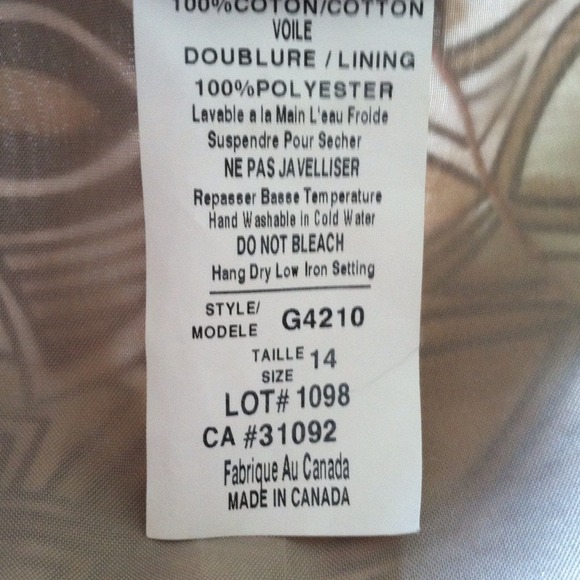 100%COTON/COTTON
VOILE
DOUBLURE / LINING
100%POLYESTER
Lavable a la Main L'eau Froide
Suspendre Pour Secher
NE PAS JAVELLISER
Repasser Basse Temperature
Hand Washable in Cold Water
DO NOT BLEACH
Hang Dry Low Iron Setting
STYLE/
MODELE G4210
TAILLE 14
SIZE
LOT# 1098
CA #31092
Fabrique Au Canada
MADE IN CANADA